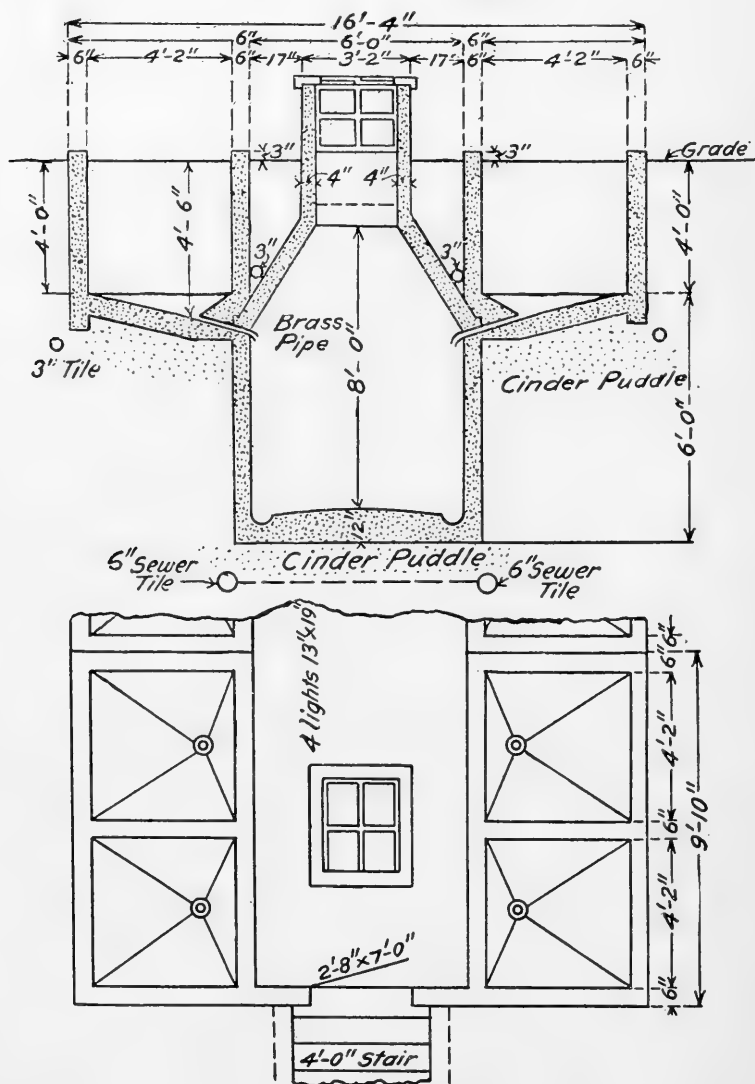 16'-4"
6" 6'-0" 6"
6" 4'-2" 6" 17" 3'-2" 17" 6" 4'-2" 6"
3" 3" Grade
4'-0" 4'-6" 4" 4" 4'-0"
3" 3"
Brass
Pipe
8'-0"
3" Tile
Cinder Puddle
6'-0"
12"
Cinder Puddle
6" Sewer
Tile
6" Sewer
Tile
4 lights 13"x19"
6" 6"
4'-2"
6"
9'-10"
4'-2"
6"
2'-8"x7'-0"
4'-0" Stair